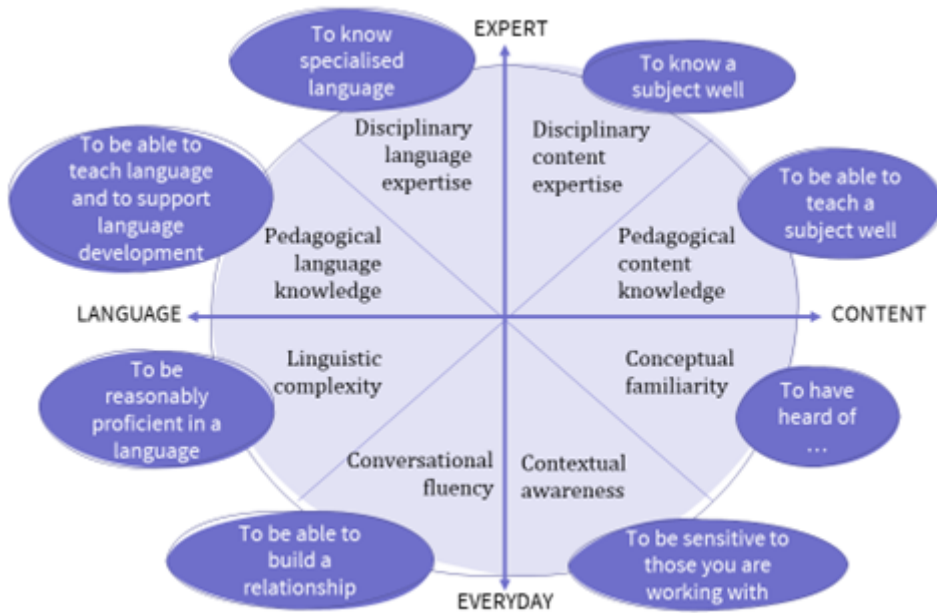 EXPERT
To know
specialised
language
To know a
subject well
Disciplinary
language
expertise
Disciplinary
content
expertise
To be able to
teach language
and to support
language
development
To be able to
teach a
subject well
Pedagogical
language
knowledge
Pedagogical
content
knowledge
LANGUAGE
CONTENT
Linguistic
complexity
Conceptual
familiarity
To be
reasonably
proficient in a
language
To have
heard of
...
Conversational
fluency
Contextual
awareness
To be able to
build a
relationship
To be sensitive to
those you are
working with
EVERYDAY